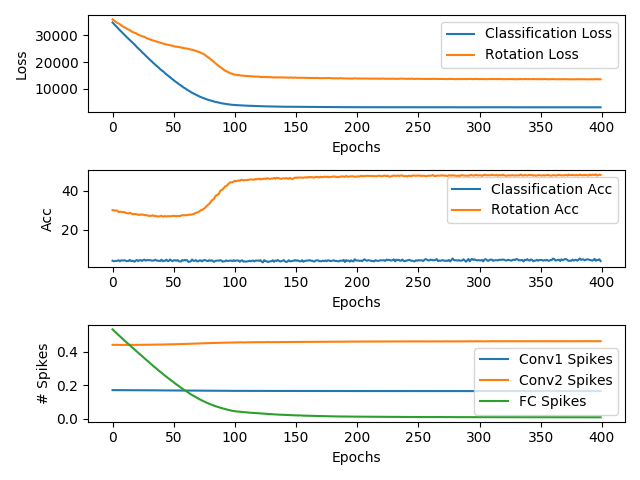 Loss
30000
20000
10000
Classification Loss
Rotation Loss
0 50 100 150 200 250 300 350 400
Epochs
Acc
40
20
Classification Acc
Rotation Acc
0 50 100 150 200 250 300 350 400
Epochs
# Spikes
0.4
0.2
0.0
Conv1 Spikes
Conv2 Spikes
FC Spikes
0 50 100 150 200 250 300 350 400
Epochs